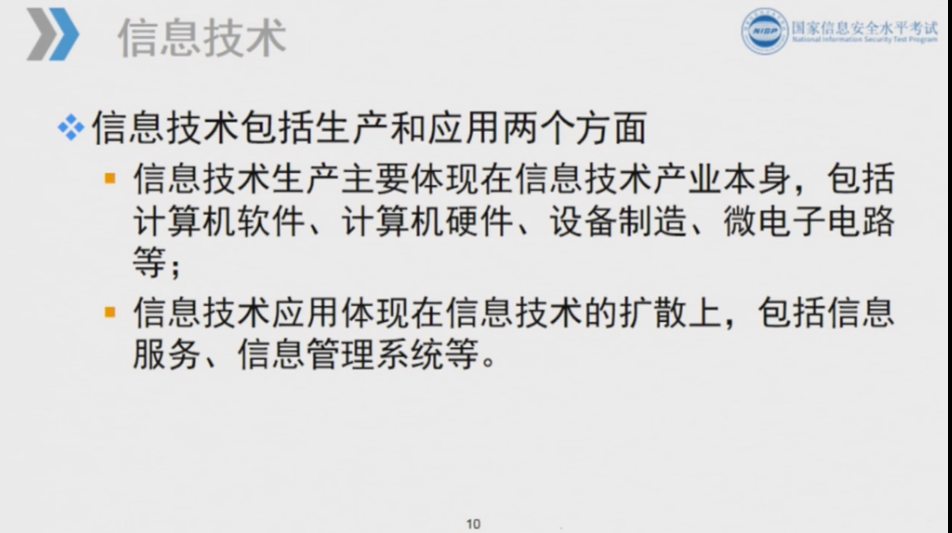 信息技术
NISP
国家信息安全水平考试
National Information Security Test Program
信息技术包括生产和应用两个方面
信息技术生产主要体现在信息技术产业本身，包括
计算机软件、计算机硬件、设备制造、微电子电路
等；
信息技术应用体现在信息技术的扩散上，包括信息
服务、信息管理系统等。
10